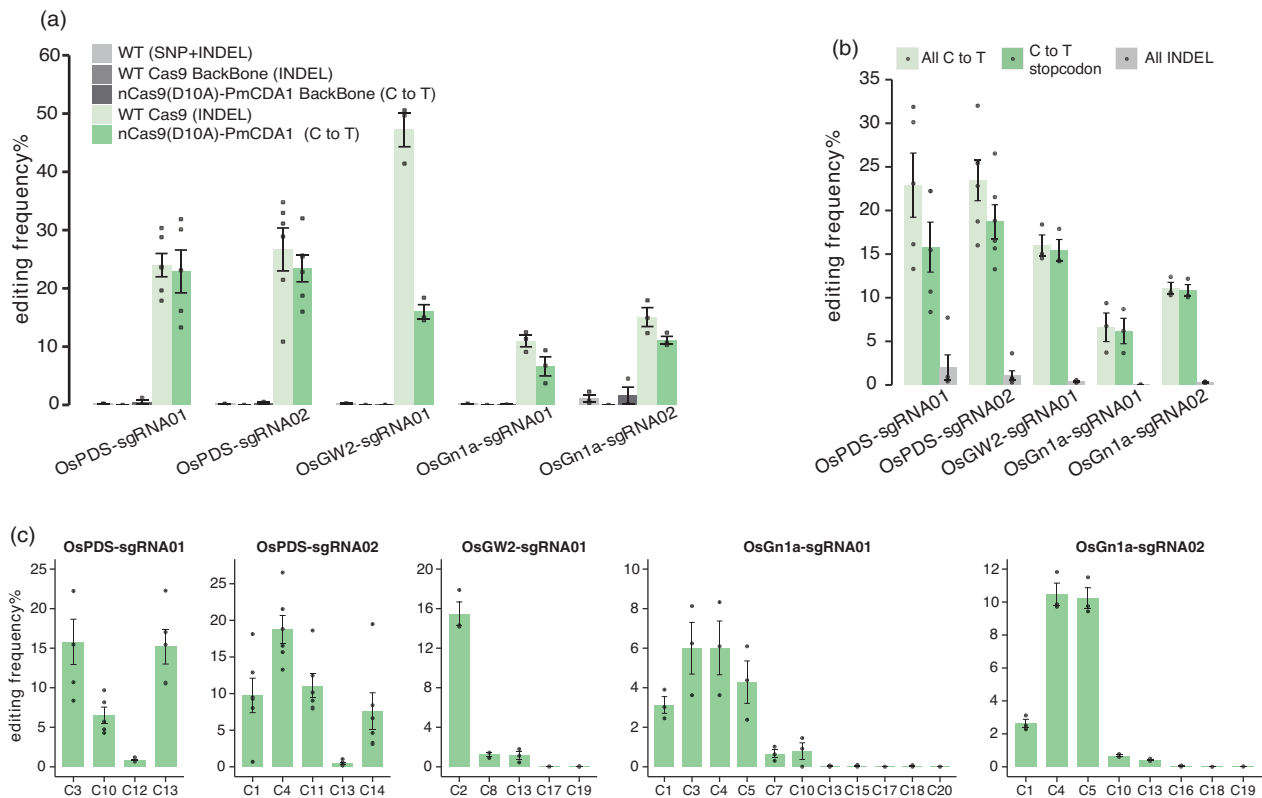 (a)
WT (SNP+INDEL)
WT Cas9 BackBone (INDEL)
nCas9(D10A)-PmCDA1 BackBone (C to T)
WT Cas9 (INDEL)
nCas9(D10A)-PmCDA1 (C to T)
editing frequency%
60
50
40
30
20
10
0
OsPDS-sgRNA01
OsPDS-sgRNA02
OsGW2-sgRNA01
OsGn1a-sgRNA01
OsGn1a-sgRNA02
(b)
All C to T
C to T
stopcodon
All INDEL
editing frequency%
35
30
25
20
15
10
5
0
OsPDS-sgRNA01
OsPDS-sgRNA02
OsGW2-sgRNA01
OsGn1a-sgRNA01
OsGn1a-sgRNA02
(c)
OsPDS-sgRNA01
editing frequency%
25
20
15
10
5
0
C3 C10 C12 C13
OsPDS-sgRNA02
25
20
15
10
5
0
C1 C4 C11 C13 C14
OsGW2-sgRNA01
20
16
12
8
4
0
C2 C8 C13 C17 C19
OsGn1a-sgRNA01
10
8
6
4
2
0
C1 C3 C4 C5 C7 C10 C13 C15 C17 C18 C20
OsGn1a-sgRNA02
12
10
8
6
4
2
0
C1 C4 C5 C10 C13 C16 C18 C19